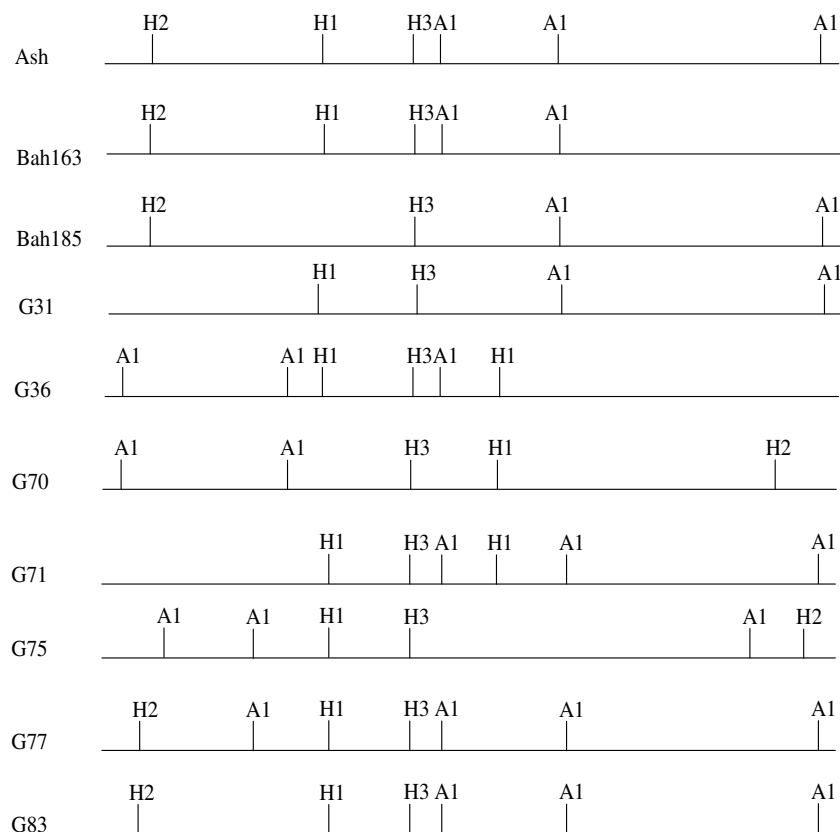 H2 H1 H3 A1 A1 A1
Ash
H2 H1 H3 A1 A1
Bah163
H2 H3 A1 A1
Bah185
H1 H3 A1 A1
G31
A1 A1 H1 H3 A1 H1
G36
A1 A1 H3 H1 H2
G70
H1 H3 A1 H1 A1 A1
G71
A1 A1 H1 H3 A1 H2
G75
H2 A1 H1 H3 A1 A1 A1
G77
H2 H1 H3 A1 A1 A1
G83